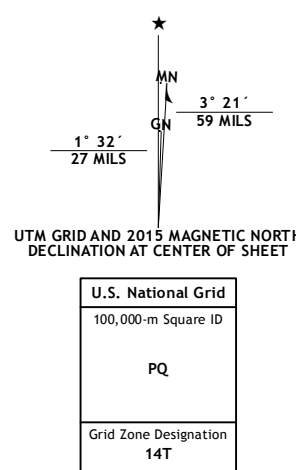 ★
MN
3° 21´
59 MILS
GN
1° 32´
27 MILS
UTM GRID AND 2015 MAGNETIC NORTH
DECLINATION AT CENTER OF SHEET
U.S. National Grid
100,000-m Square ID
PQ
Grid Zone Designation
14T